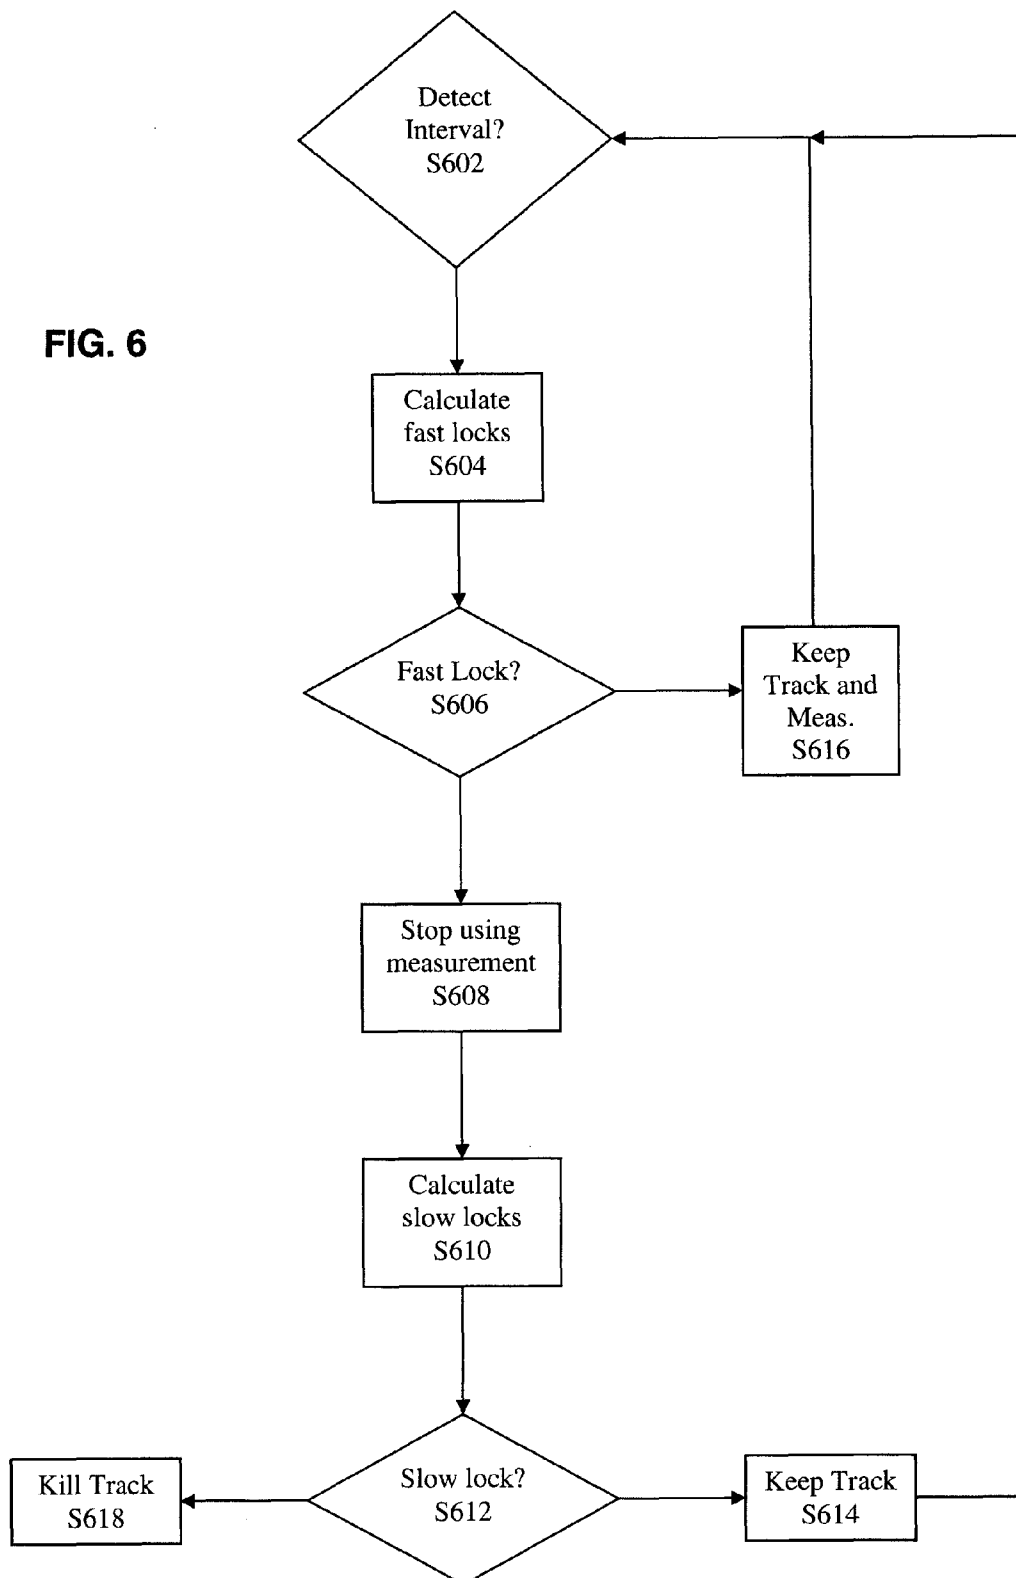 Detect
Interval?
S602
FIG. 6
Calculate
fast locks
S604
Fast Lock?
S606
Keep
Track and
Meas.
S616
Stop using
measurement
S608
Calculate
slow locks
S610
Kill Track
S618
Slow lock?
S612
Keep Track
S614